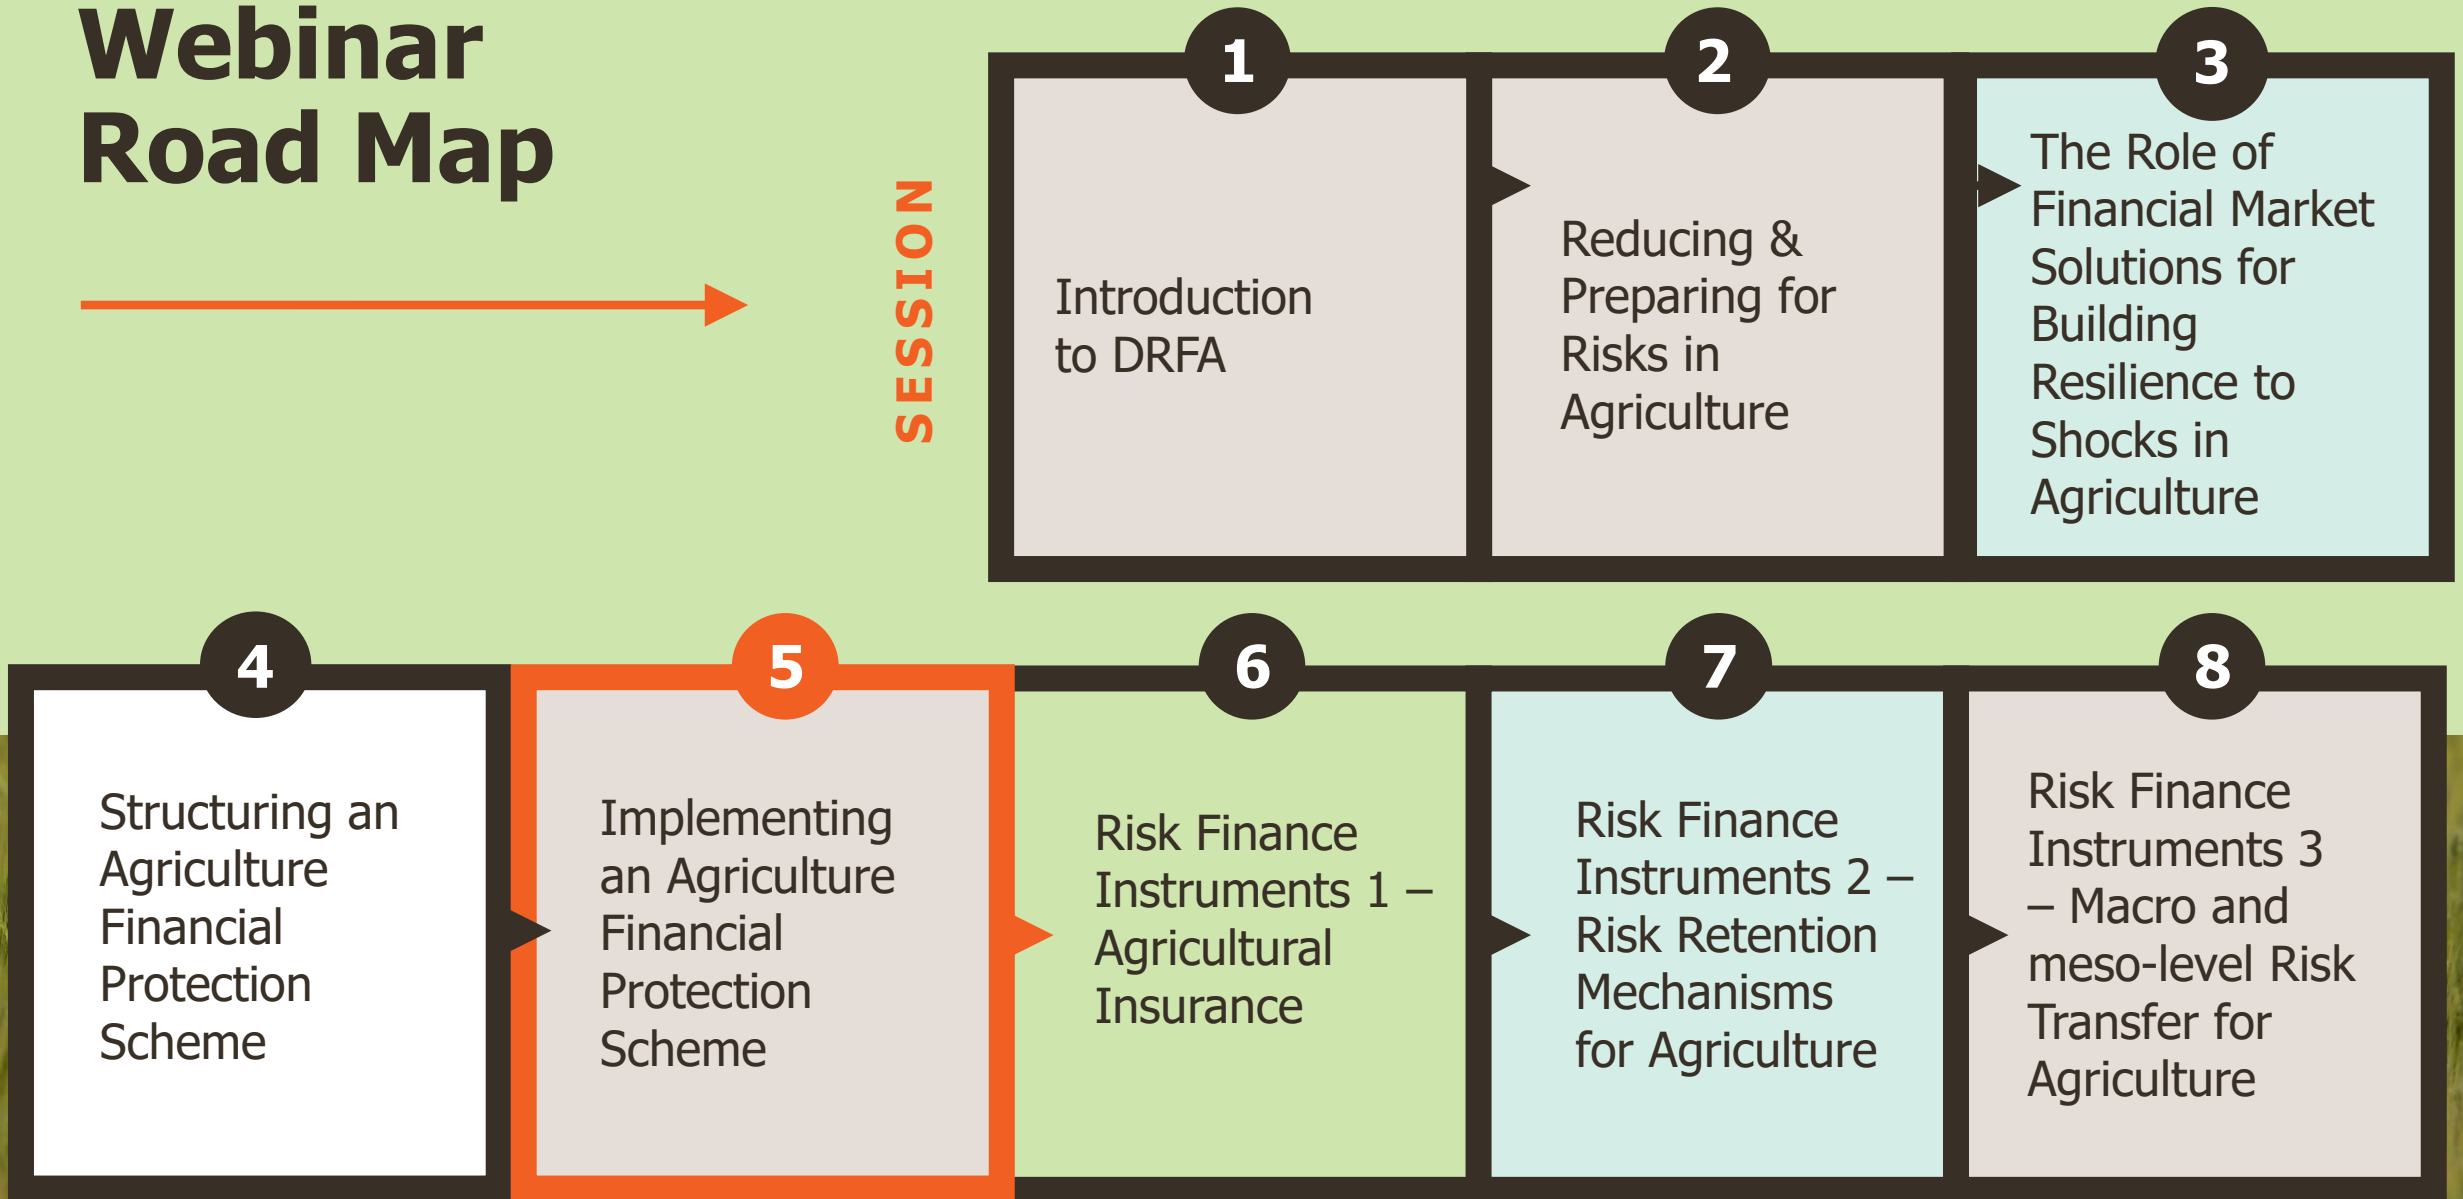 Webinar
Road Map
SESSION
1
Introduction
to DRFA
2
Reducing &
Preparing for
Risks in
Agriculture
3
The Role of
Financial Market
Solutions for
Building
Resilience to
Shocks in
Agriculture
4
Structuring an
Agriculture
Financial
Protection
Scheme
5
Implementing
an Agriculture
Financial
Protection
Scheme
6
Risk Finance
Instruments 1 –
Agricultural
Insurance
7
Risk Finance
Instruments 2 –
Risk Retention
Mechanisms
for Agriculture
8
Risk Finance
Instruments 3
– Macro and
meso-level Risk
Transfer for
Agriculture